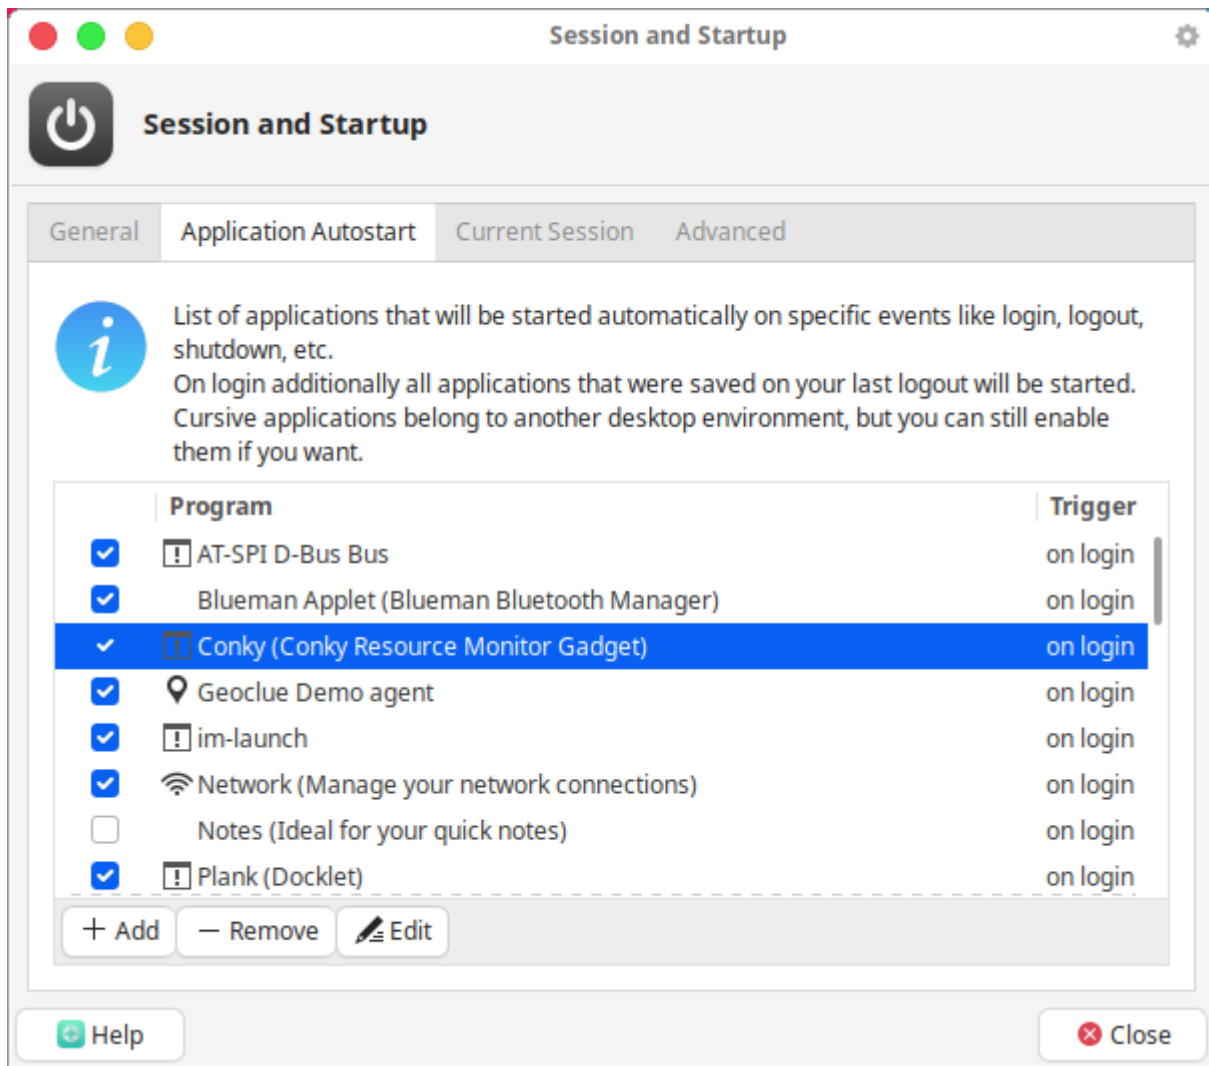 Session and Startup
Session and Startup
General Application Autostart Current Session Advanced
List of applications that will be started automatically on specific events like login, logout,
shutdown, etc.
On login additionally all applications that were saved on your last logout will be started.
Cursive applications belong to another desktop environment, but you can still enable
them if you want.
Program Trigger
AT-SPI D-Bus Bus on login
Blueman Applet (Blueman Bluetooth Manager) on login
Conky (Conky Resource Monitor Gadget) on login
Geoclue Demo agent on login
im-launch on login
Network (Manage your network connections) on login
Notes (Ideal for your quick notes) on login
Plank (Docklet) on login
Add Remove Edit
Help Close